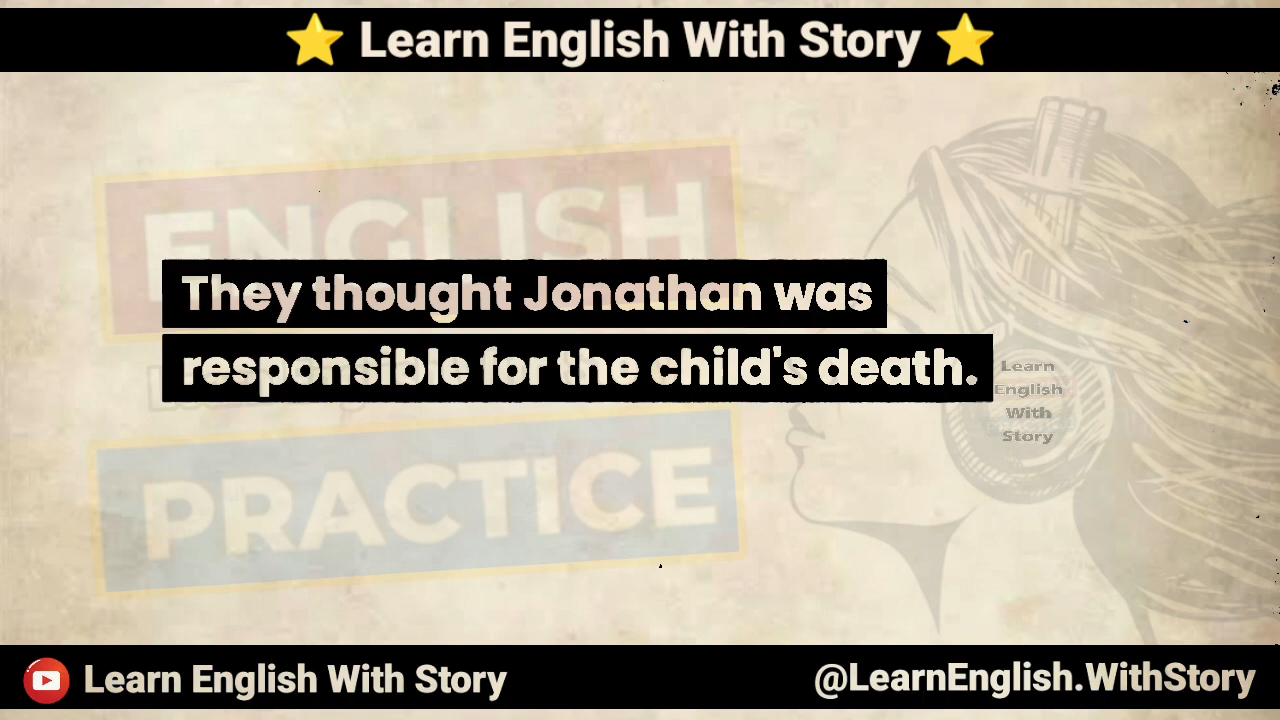 ⭐ Learn English With Story ⭐
ENGLISH
They thought Jonathan was
responsible for the child's death.
Learn
English
With
Story
PRACTICE
Learn English With Story
@LearnEnglish.WithStory